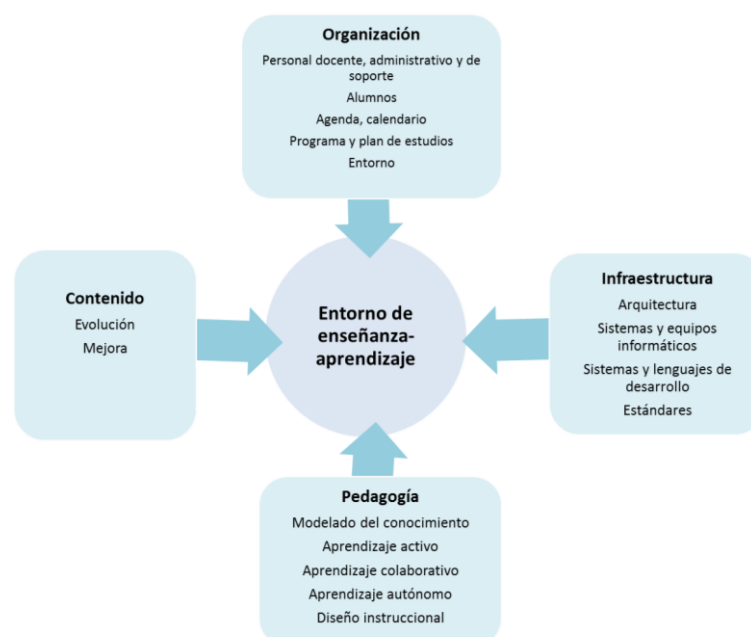 Organización
Personal docente, administrativo y de
soporte
Alumnos
Agenda, calendario
Programa y plan de estudios
Entorno
Contenido
Evolución
Mejora
Entorno de
enseñanza-
aprendizaje
Infraestructura
Arquitectura
Sistemas y equipos
informáticos
Sistemas y lenguajes de
desarrollo
Estándares
Pedagogía
Modelado del conocimiento
Aprendizaje activo
Aprendizaje colaborativo
Aprendizaje autónomo
Diseño instruccional